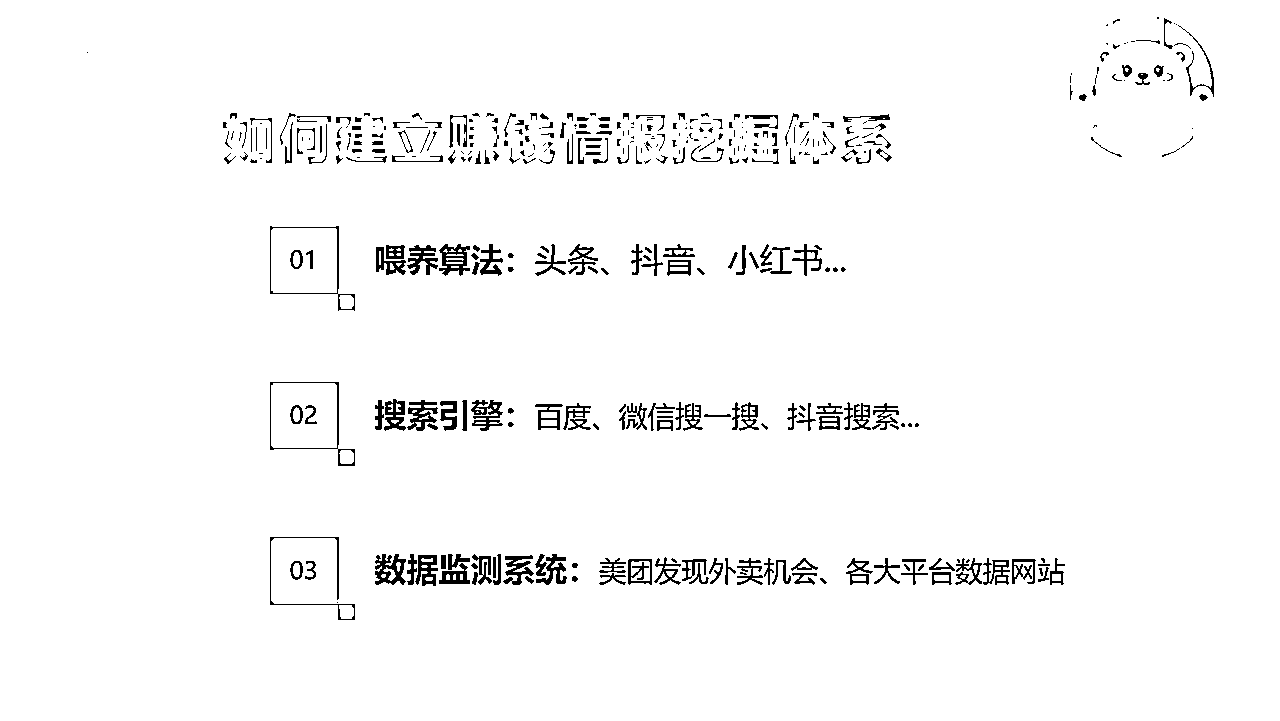 如何建立赚钱情报挖掘体系
01
喂养算法：头条、抖音、小红书...
02
搜索引擎：百度、微信搜一搜、抖音搜索...
03
数据监测系统：美团发现外卖机会、各大平台数据网站